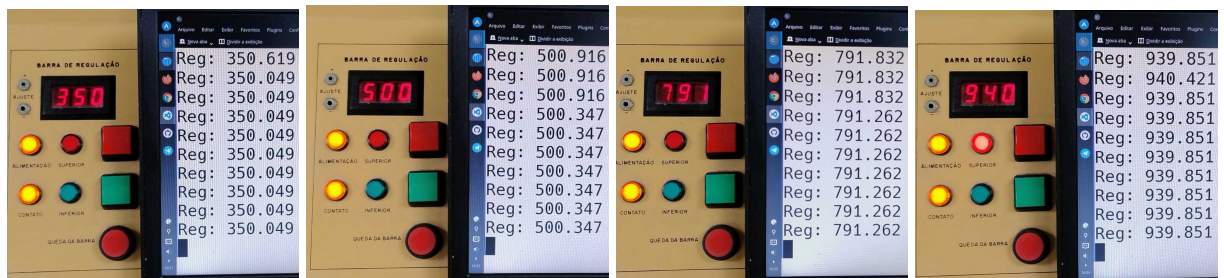 Arquivo Editar Exibir Favoritos Plugins
Nova aba Dividir a exibição
BARRA DE REGULAÇÃO
350
AJUSTE
ALIMENTAÇÃO SUPERIOR
CONTATO INFERIOR
QUEDA DA BARRA
Reg: 350.619
Reg: 350.049
Reg: 350.049
Reg: 350.049
Reg: 350.049
Reg: 350.049
Reg: 350.049
Reg: 350.049
Reg: 350.049
Reg: 350.049
Arquivo Editar Exibir Favoritos Plugins
Nova aba Dividir a exibição
BARRA DE REGULAÇÃO
500
AJUSTE
ALIMENTAÇÃO SUPERIOR
CONTATO INFERIOR
QUEDA DA BARRA
Reg: 500.916
Reg: 500.916
Reg: 500.916
Reg: 500.347
Reg: 500.347
Reg: 500.347
Reg: 500.347
Reg: 500.347
Reg: 500.347
Reg: 500.347
Arquivo Editar Exibir Favoritos Plugins
Nova aba Dividir a exibição
BARRA DE REGULAÇÃO
791
AJUSTE
ALIMENTAÇÃO SUPERIOR
CONTATO INFERIOR
QUEDA DA BARRA
Reg: 791.832
Reg: 791.832
Reg: 791.832
Reg: 791.262
Reg: 791.262
Reg: 791.262
Reg: 791.262
Reg: 791.262
Reg: 791.262
Reg: 791.262
Arquivo Editar Exibir Favoritos Plugins
Nova aba Dividir a exibição
BARRA DE REGULAÇÃO
940
AJUSTE
ALIMENTAÇÃO SUPERIOR
CONTATO INFERIOR
QUEDA DA BARRA
Reg: 939.851
Reg: 940.421
Reg: 939.851
Reg: 939.851
Reg: 939.851
Reg: 939.851
Reg: 939.851
Reg: 939.851
Reg: 939.851
Reg: 939.851